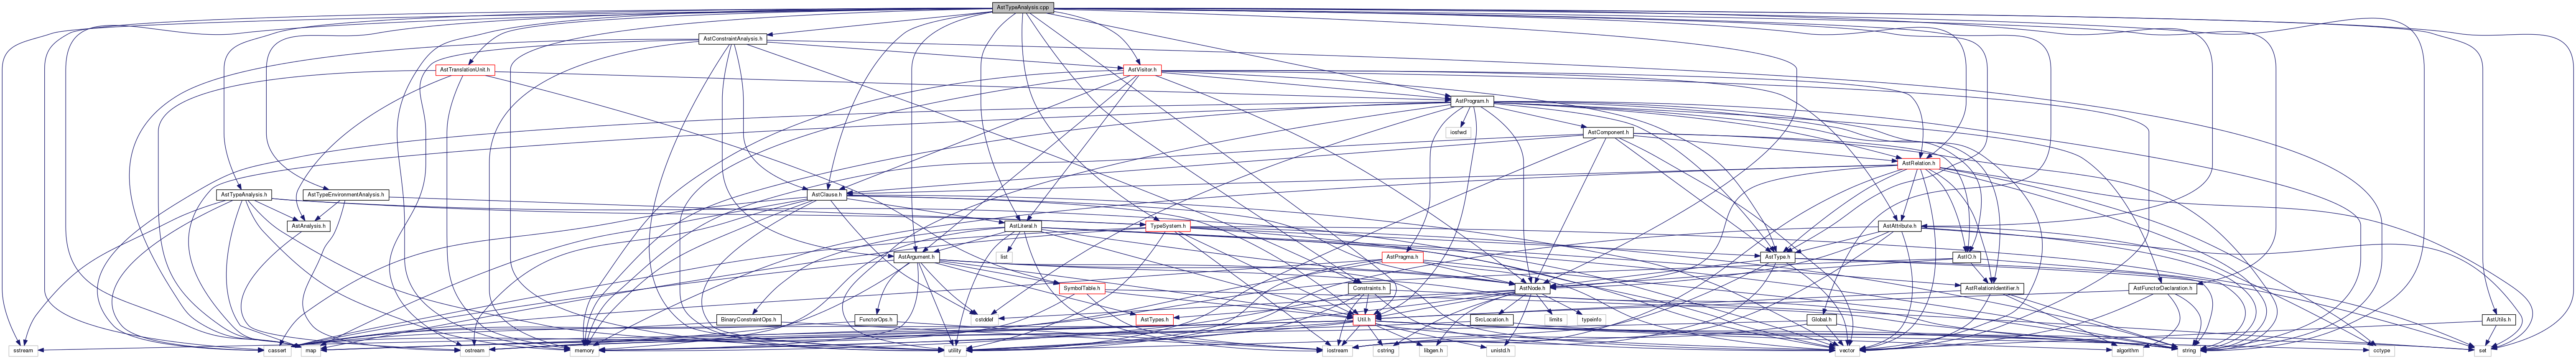 AstTypeAnalysis.cpp
AstConstraintAnalysis.h
AstTranslationUnit.h
AstVisitor.h
AstProgram.h
iosfwd
AstComponent.h
AstRelation.h
AstTypeAnalysis.h
AstTypeEnvironmentAnalysis.h
AstClause.h
AstAnalysis.h
AstLiteral.h
TypeSystem.h
AstAttribute.h
AstArgument.h
list
AstPragma.h
AstType.h
AstIO.h
SymbolTable.h
Constraints.h
AstNode.h
AstRelationIdentifier.h
AstFunctorDeclaration.h
BinaryConstraintOps.h
FunctorOps.h
cstddef
AstTypes.h
Util.h
SrcLocation.h
limits
typeinfo
Global.h
AstUtils.h
sstream
cassert
map
ostream
memory
utility
iostream
cstring
libgen.h
unistd.h
vector
algorithm
string
cctype
set